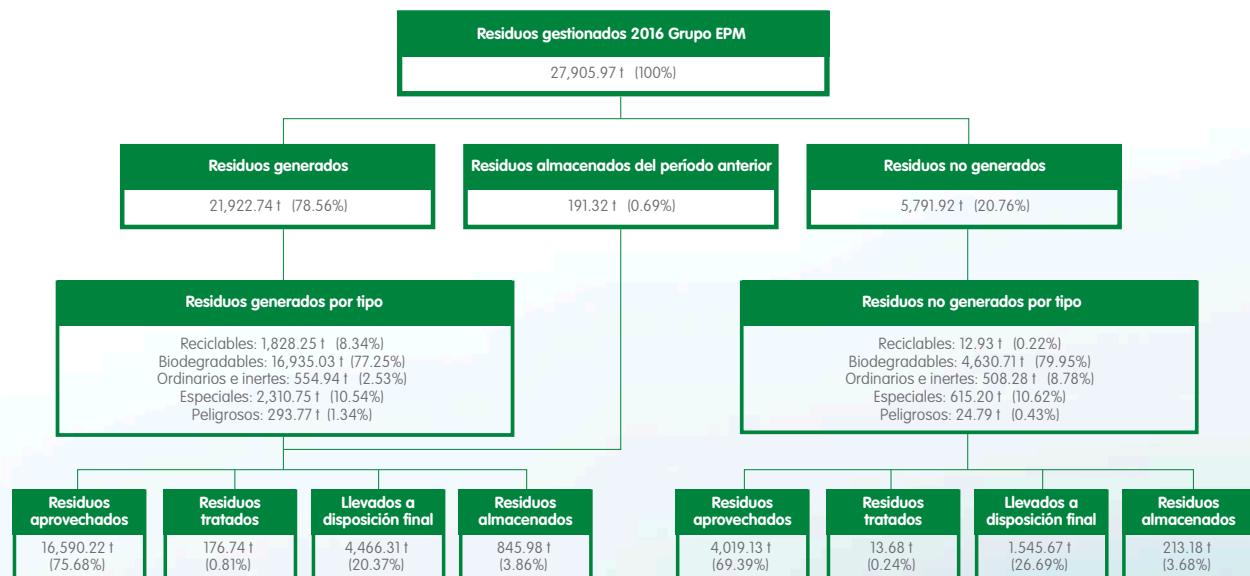 Residuos gestionados 2016 Grupo EPM
27,905.97 t (100%)
Residuos generados
21,922.74 t (78.56%)
Residuos almacenados del período anterior
191.32 t (0.69%)
Residuos no generados
5,791.92 t (20.76%)
Residuos generados por tipo
Reciclables: 1,828.25 t (8.34%)
Biodegradables: 16,935.03 t (77.25%)
Ordinarios e inertes: 554.94 t (2.53%)
Especiales: 2,310.75 t (10.54%)
Peligrosos: 293.77 t (1.34%)
Residuos no generados por tipo
Reciclables: 12.93 t (0.22%)
Biodegradables: 4,630.71 t (79.95%)
Ordinarios e inertes: 508.28 t (8.78%)
Especiales: 615.20 t (10.62%)
Peligrosos: 24.79 t (0.43%)
Residuos
aprovechados
16,590.22 t
(75.68%)
Residuos
tratados
176.74 t
(0.81%)
Llevados a
disposición final
4,466.31 t
(20.37%)
Residuos
almacenados
845.98 t
(3.86%)
Residuos
aprovechados
4,019.13 t
(69.39%)
Residuos
tratados
13.68 t
(0.24%)
Llevados a
disposición final
1.545.67 t
(26.69%)
Residuos
almacenados
213.18 t
(3.68%)